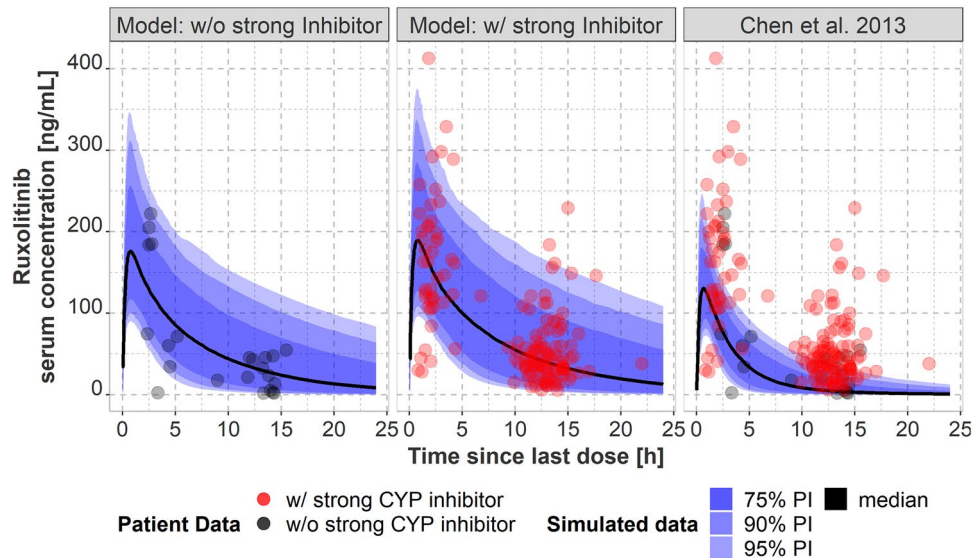 Model: w/o strong Inhibitor
Model: w/ strong Inhibitor
Chen et al. 2013
Ruxolitinib
serum concentration [ng/mL]
400
300
200
100
0
0 5 10 15 20 25
0 5 10 15 20 25
0 5 10 15 20 25
Time since last dose [h]
Patient Data
w/ strong CYP inhibitor
w/o strong CYP inhibitor
Simulated data
75% PI
90% PI
95% PI
median